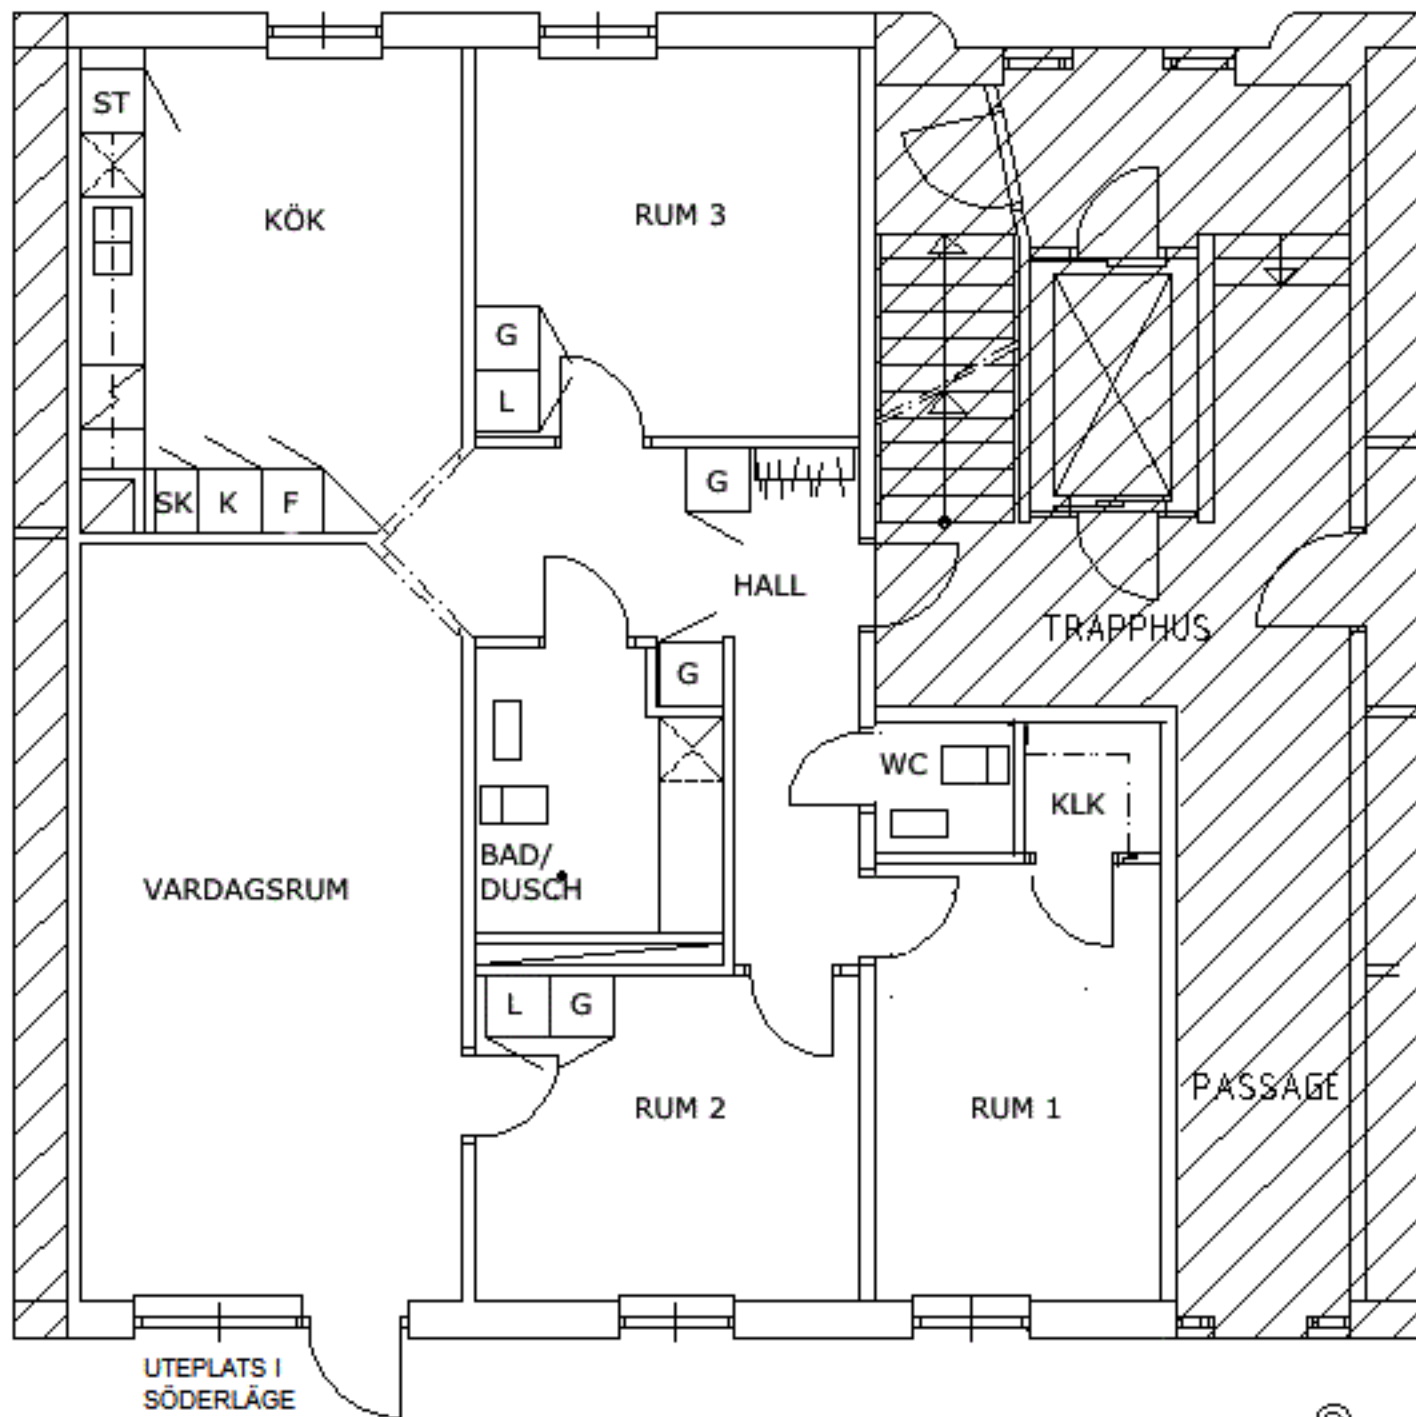 ST
KÖK
RUM 3
G
L
SK K F
G
HALL
TRAPPHUS
G
WC
KLK
BAD/
DUSCH
VARDAGSRUM
L G
RUM 2
RUM 1
PASSAGE
UTEPLATS I
SÖDERLÄGE